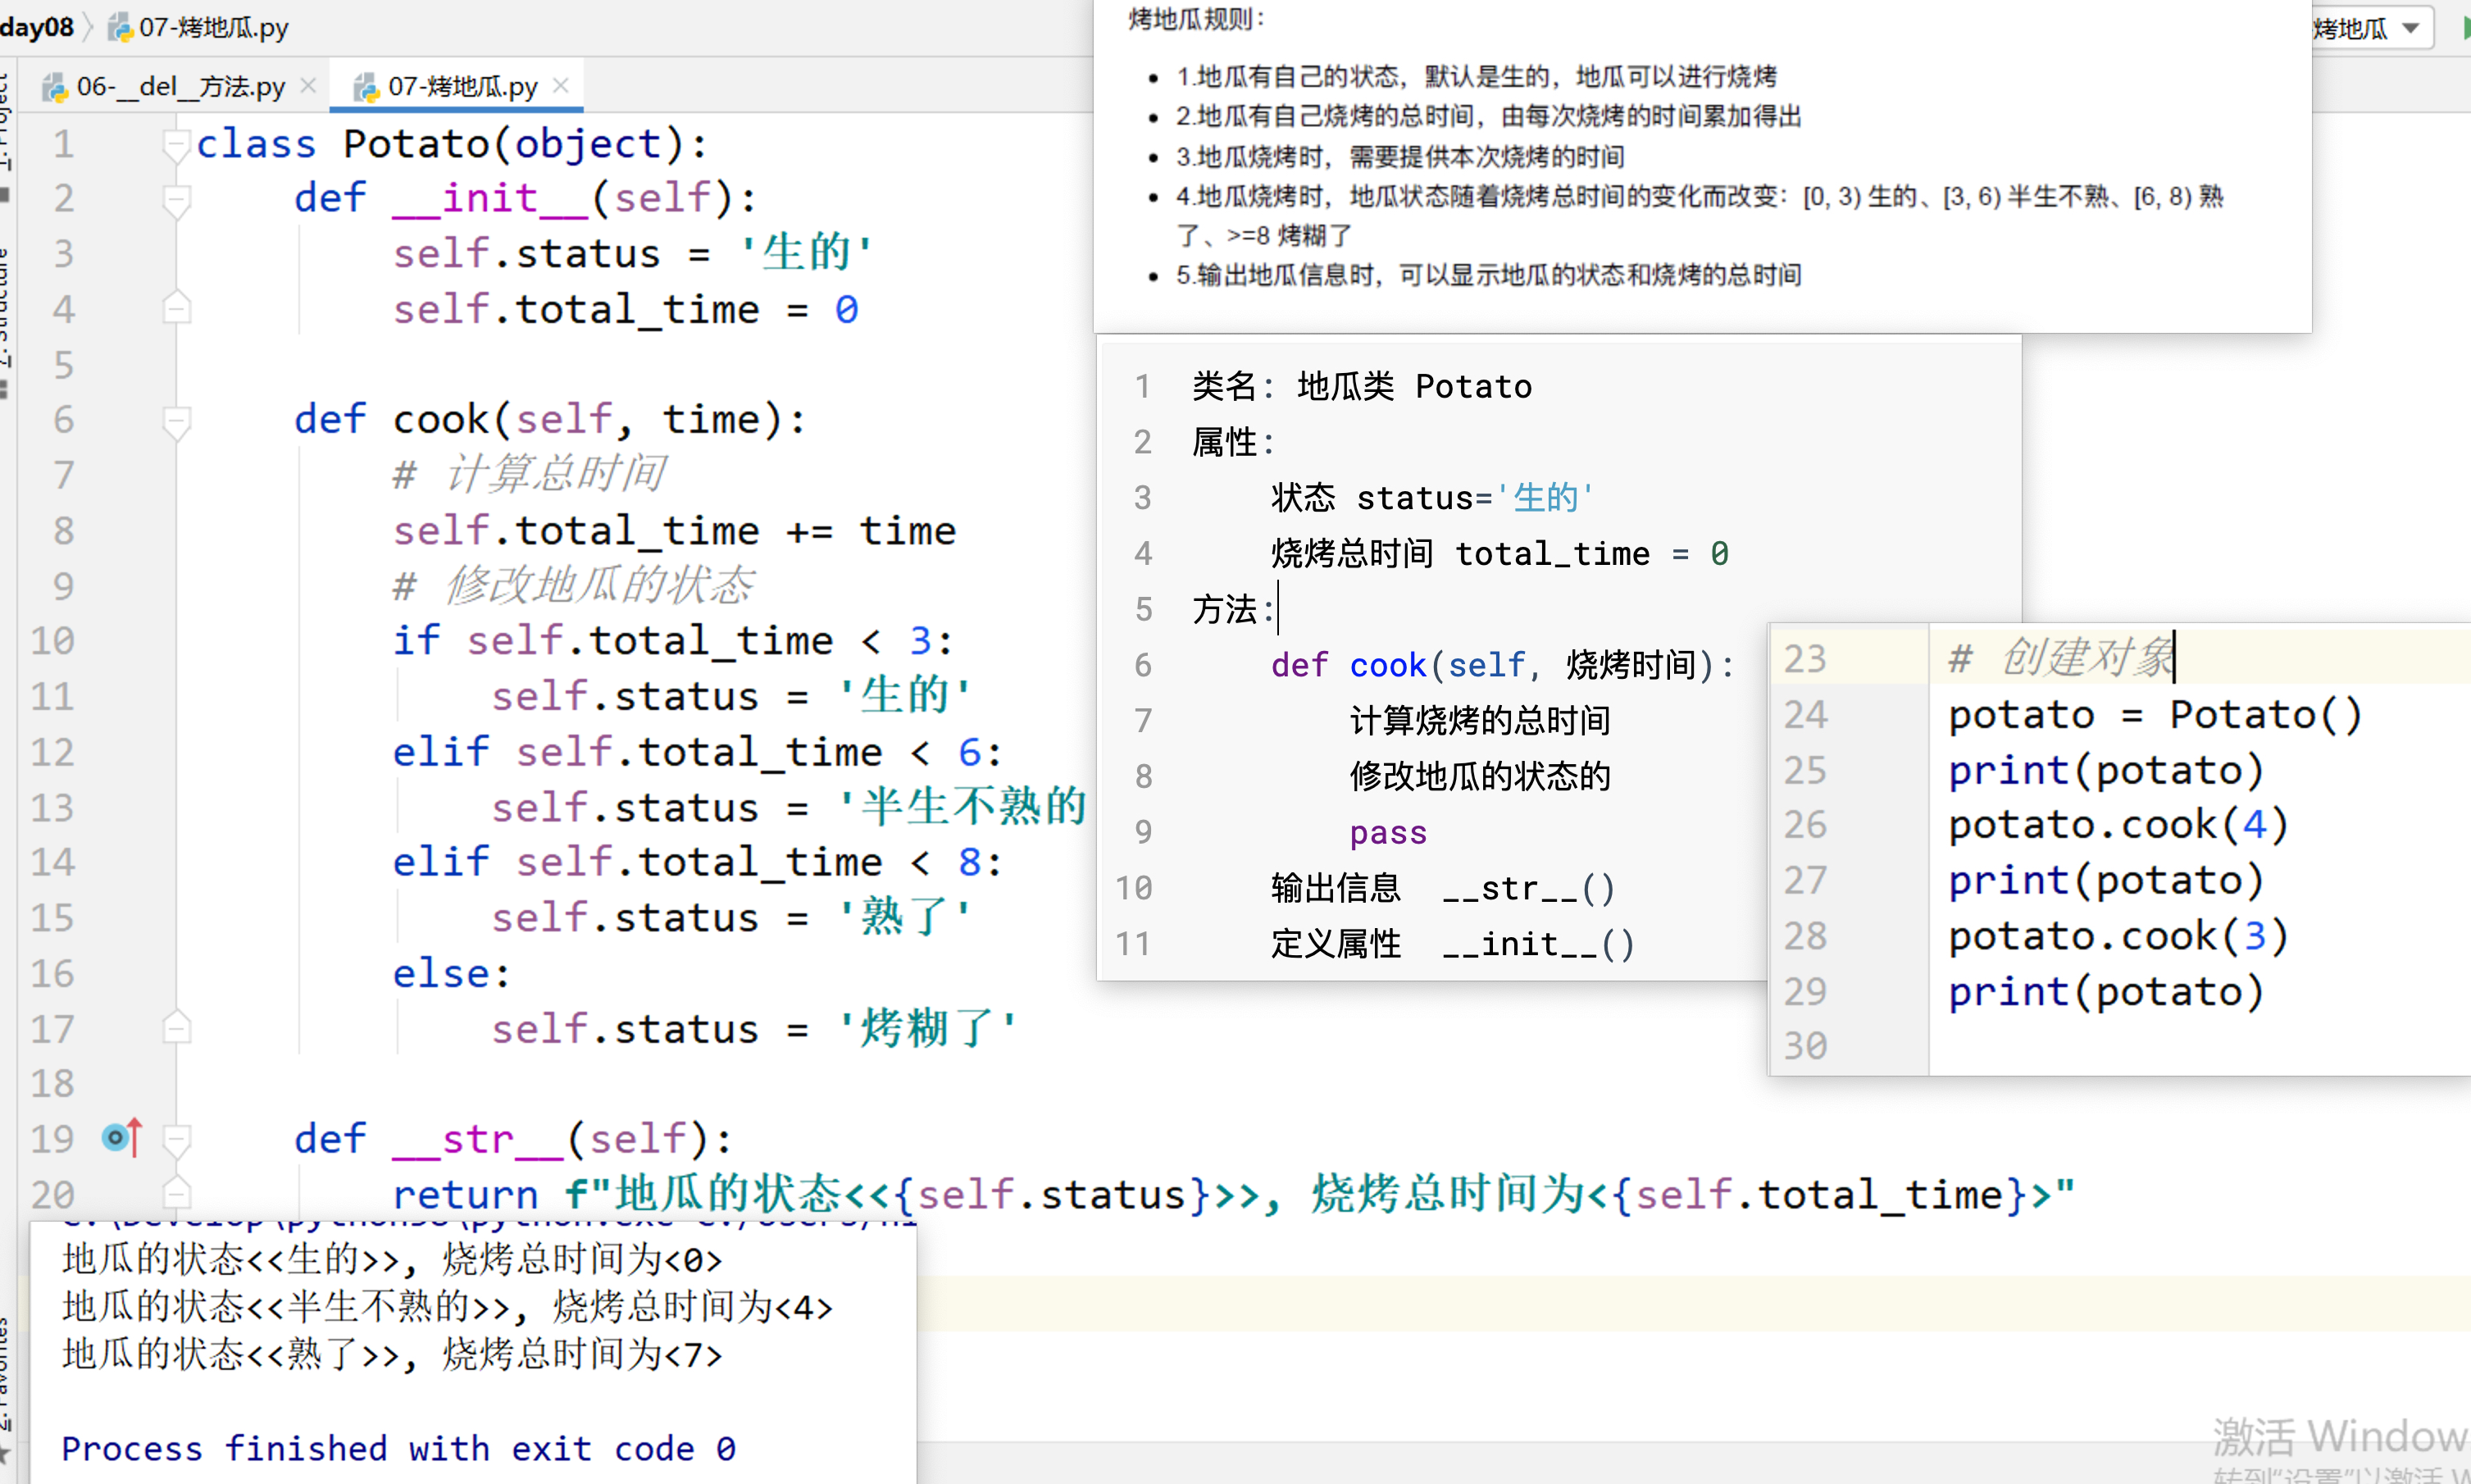 day08 07-烤地瓜.py
烤地瓜
06-__del__方法.py
07-烤地瓜.py
1 class Potato(object):
2 def __init__(self):
3 self.status = '生的'
4 self.total_time = 0
5
6 def cook(self, time):
7 # 计算总时间
8 self.total_time += time
9 # 修改地瓜的状态
10 if self.total_time < 3:
11 self.status = '生的'
12 elif self.total_time < 6:
13 self.status = '半生不熟的
14 elif self.total_time < 8:
15 self.status = '熟了'
16 else:
17 self.status = '烤糊了'
18
19 def __str__(self):
20 return f"地瓜的状态<<{self.status}>>, 烧烤总时间为<{self.total_time}>"
烤地瓜规则：
• 1.地瓜有自己的状态，默认是生的，地瓜可以进行烧烤
• 2.地瓜有自己烧烤的总时间，由每次烧烤的时间累加得出
• 3.地瓜烧烤时，需要提供本次烧烤的时间
• 4.地瓜烧烤时，地瓜状态随着烧烤总时间的变化而改变：[0, 3) 生的、[3, 6) 半生不熟、[6, 8) 熟
了、>=8 烤糊了
• 5.输出地瓜信息时，可以显示地瓜的状态和烧烤的总时间
1 类名: 地瓜类 Potato
2 属性:
3 状态 status='生的'
4 烧烤总时间 total_time = 0
5 方法:
6 def cook(self, 烧烤时间):
7 计算烧烤的总时间
8 修改地瓜的状态的
9 pass
10 输出信息 __str__()
11 定义属性 __init__()
23 # 创建对象
24 potato = Potato()
25 print(potato)
26 potato.cook(4)
27 print(potato)
28 potato.cook(3)
29 print(potato)
30
地瓜的状态<<生的>>, 烧烤总时间为<0>
地瓜的状态<<半生不熟的>>, 烧烤总时间为<4>
地瓜的状态<<熟了>>, 烧烤总时间为<7>
Process finished with exit code 0
激活 Window